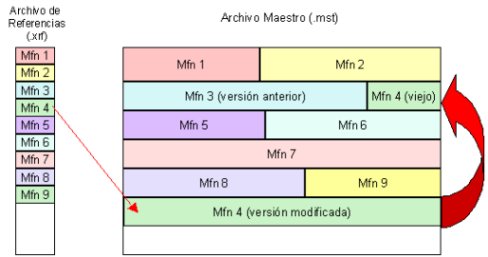 Archivo de
Referencias
(.xrf)
Mfn 1
Mfn 2
Mfn 3
Mfn 4
Mfn 5
Mfn 6
Mfn 7
Mfn 8
Mfn 9
Archivo Maestro (.mst)
Mfn 1 Mfn 2
Mfn 3 (versión anterior) Mfn 4 (viejo)
Mfn 5 Mfn 6
Mfn 7
Mfn 8 Mfn 9
Mfn 4 (versión modificada)